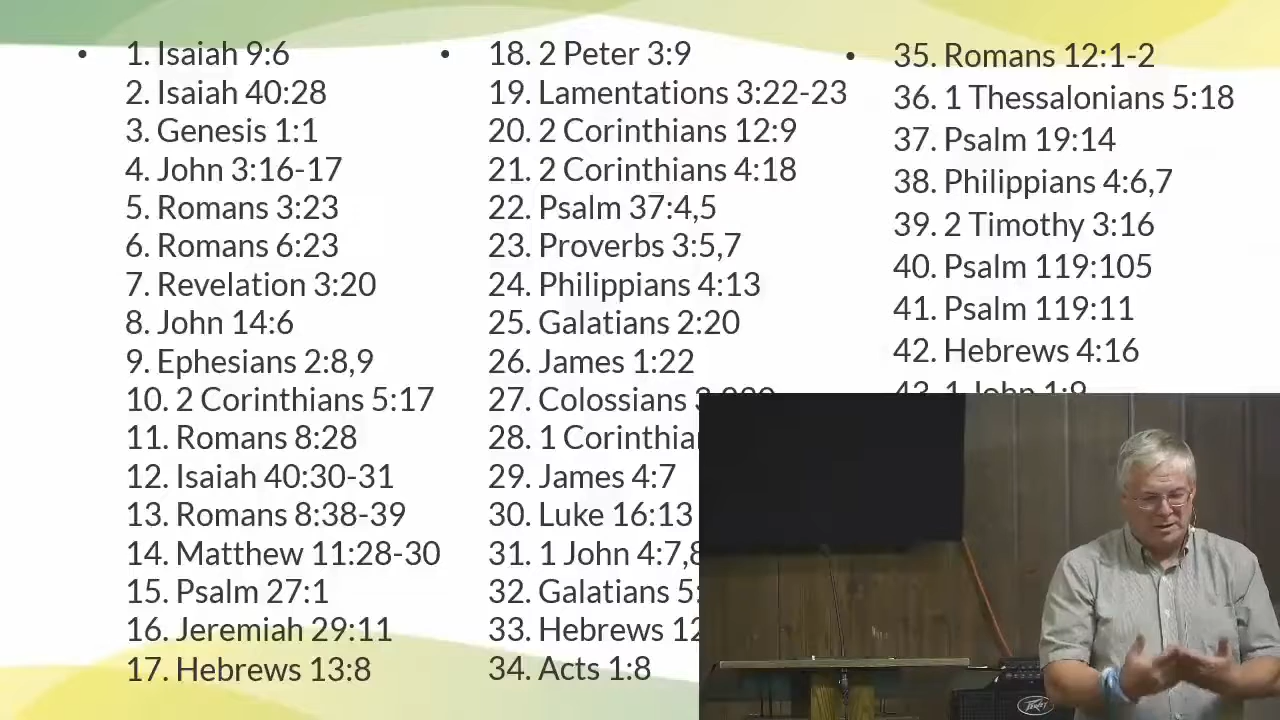 • 1. Isaiah 9:6
2. Isaiah 40:28
3. Genesis 1:1
4. John 3:16-17
5. Romans 3:23
6. Romans 6:23
7. Revelation 3:20
8. John 14:6
9. Ephesians 2:8,9
10. 2 Corinthians 5:17
11. Romans 8:28
12. Isaiah 40:30-31
13. Romans 8:38-39
14. Matthew 11:28-30
15. Psalm 27:1
16. Jeremiah 29:11
17. Hebrews 13:8
• 18. 2 Peter 3:9
19. Lamentations 3:22-23
20. 2 Corinthians 12:9
21. 2 Corinthians 4:18
22. Psalm 37:4,5
23. Proverbs 3:5,7
24. Philippians 4:13
25. Galatians 2:20
26. James 1:22
27. Colossians
28. 1
29. James 4:7
30. Luke 16:13
31. 1 John 4:7,8
32. Galatians 5:
33. Hebrews 12
34. Acts 1:8
• 35. Romans 12:1-2
36. 1 Thessalonians 5:18
37. Psalm 19:14
38. Philippians 4:6,7
39. 2 Timothy 3:16
40. Psalm 119:105
41. Psalm 119:11
42. Hebrews 4:16
43. 1 John 1:9
PEAVEY